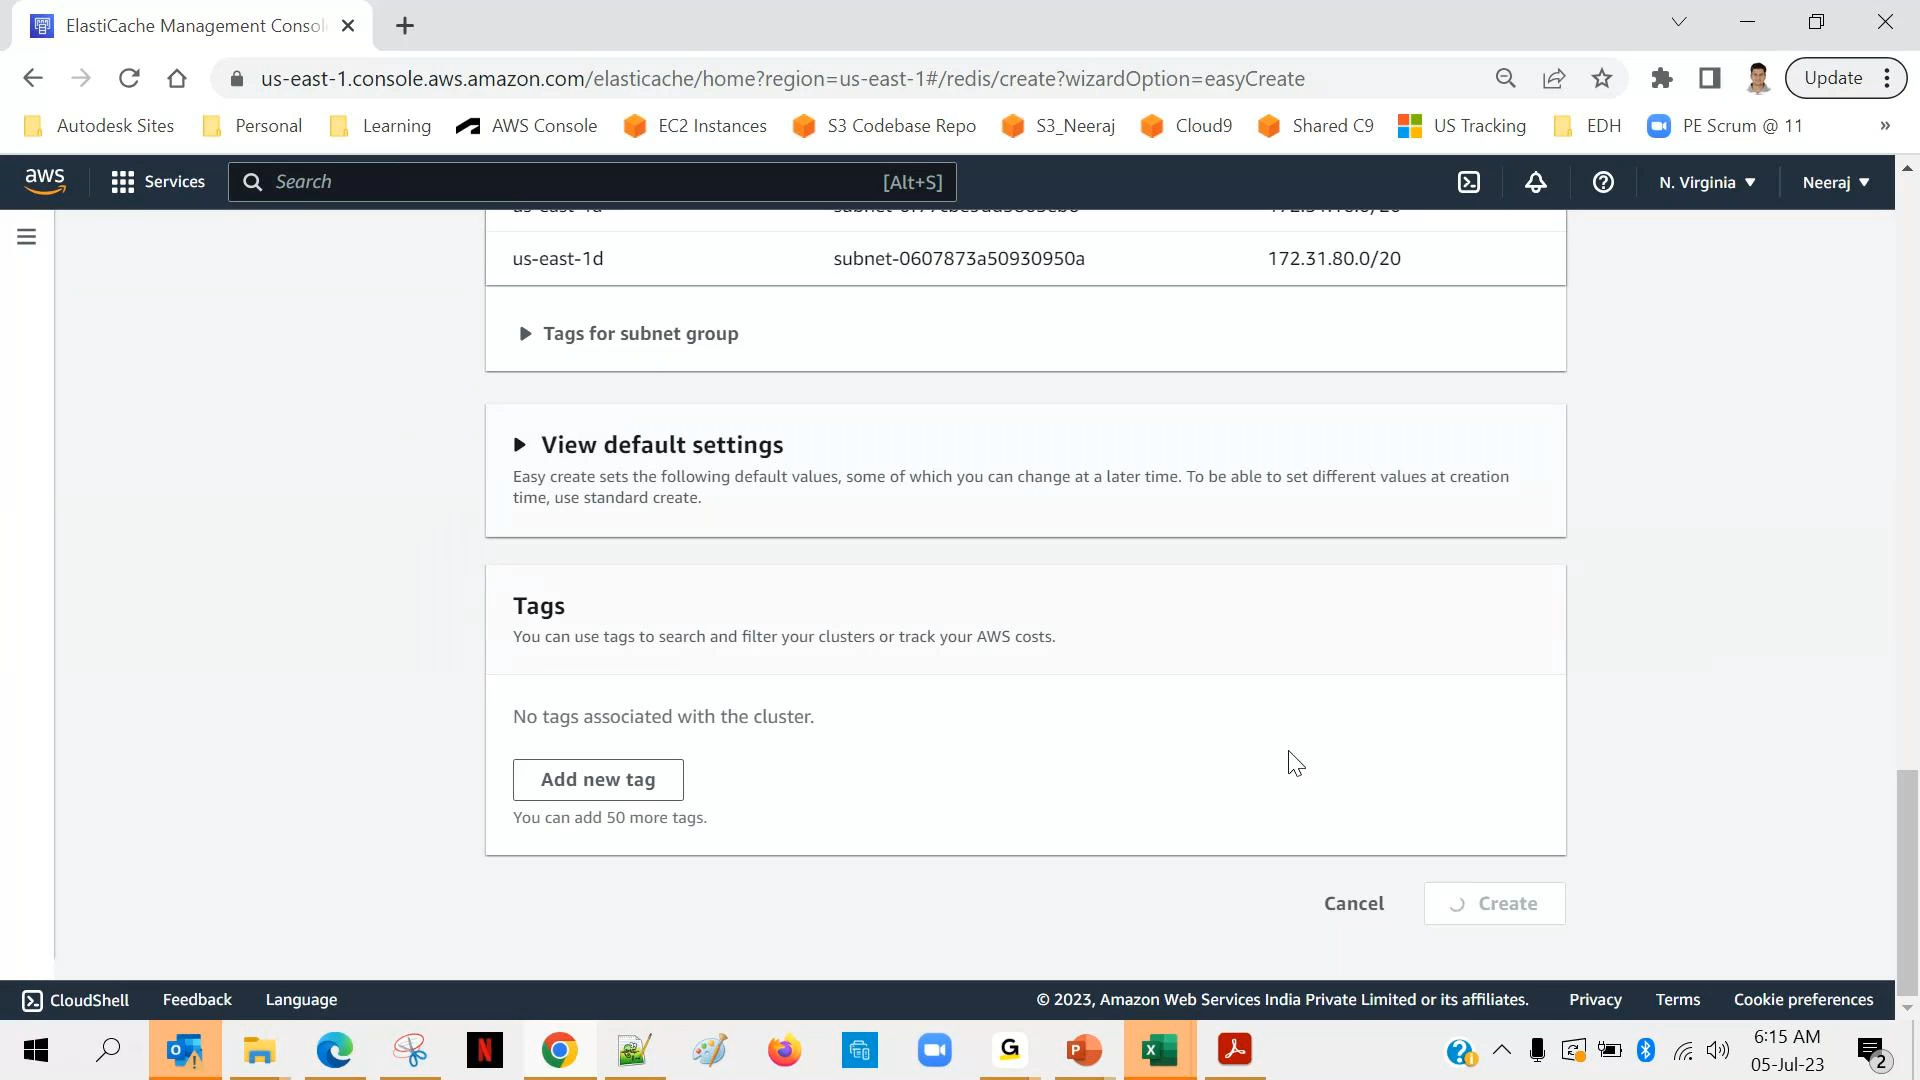 ElastiCache Management Consol
us-east-1.console.aws.amazon.com/elasticache/home?region=us-east-1#/redis/create?wizardOption=easyCreate
Update
Autodesk Sites
Personal
Learning
AWS Console
EC2 Instances
S3 Codebase Repo
S3_Neeraj
Cloud9
Shared C9
US Tracking
EDH
PE Scrum @ 11
»
aws
Services
Search
[Alt+S]
N. Virginia
Neeraj
us-east-1d
subnet-0607873a50930950a
172.31.80.0/20
Tags for subnet group
View default settings
Easy create sets the following default values, some of which you can change at a later time. To be able to set different values at creation
time, use standard create.
Tags
You can use tags to search and filter your clusters or track your AWS costs.
No tags associated with the cluster.
Add new tag
You can add 50 more tags.
Cancel
Create
CloudShell
Feedback
Language
© 2023, Amazon Web Services India Private Limited or its affiliates.
Privacy
Terms
Cookie preferences
6:15 AM
05-Jul-23
2